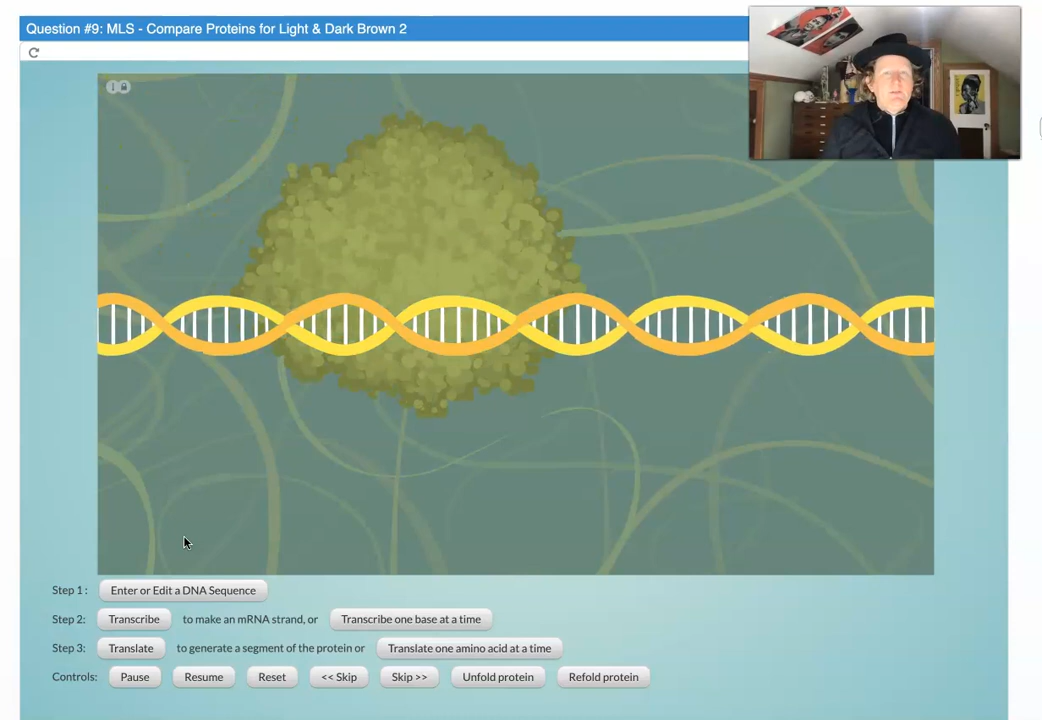 Question #9: MLS - Compare Proteins for Light & Dark Brown 2
Step 1: Enter or Edit a DNA Sequence
Step 2: Transcribe to make an mRNA strand, or Transcribe one base at a time
Step 3: Translate to generate a segment of the protein or Translate one amino acid at a time
Controls: Pause Resume Reset << Skip Skip >> Unfold protein Refold protein